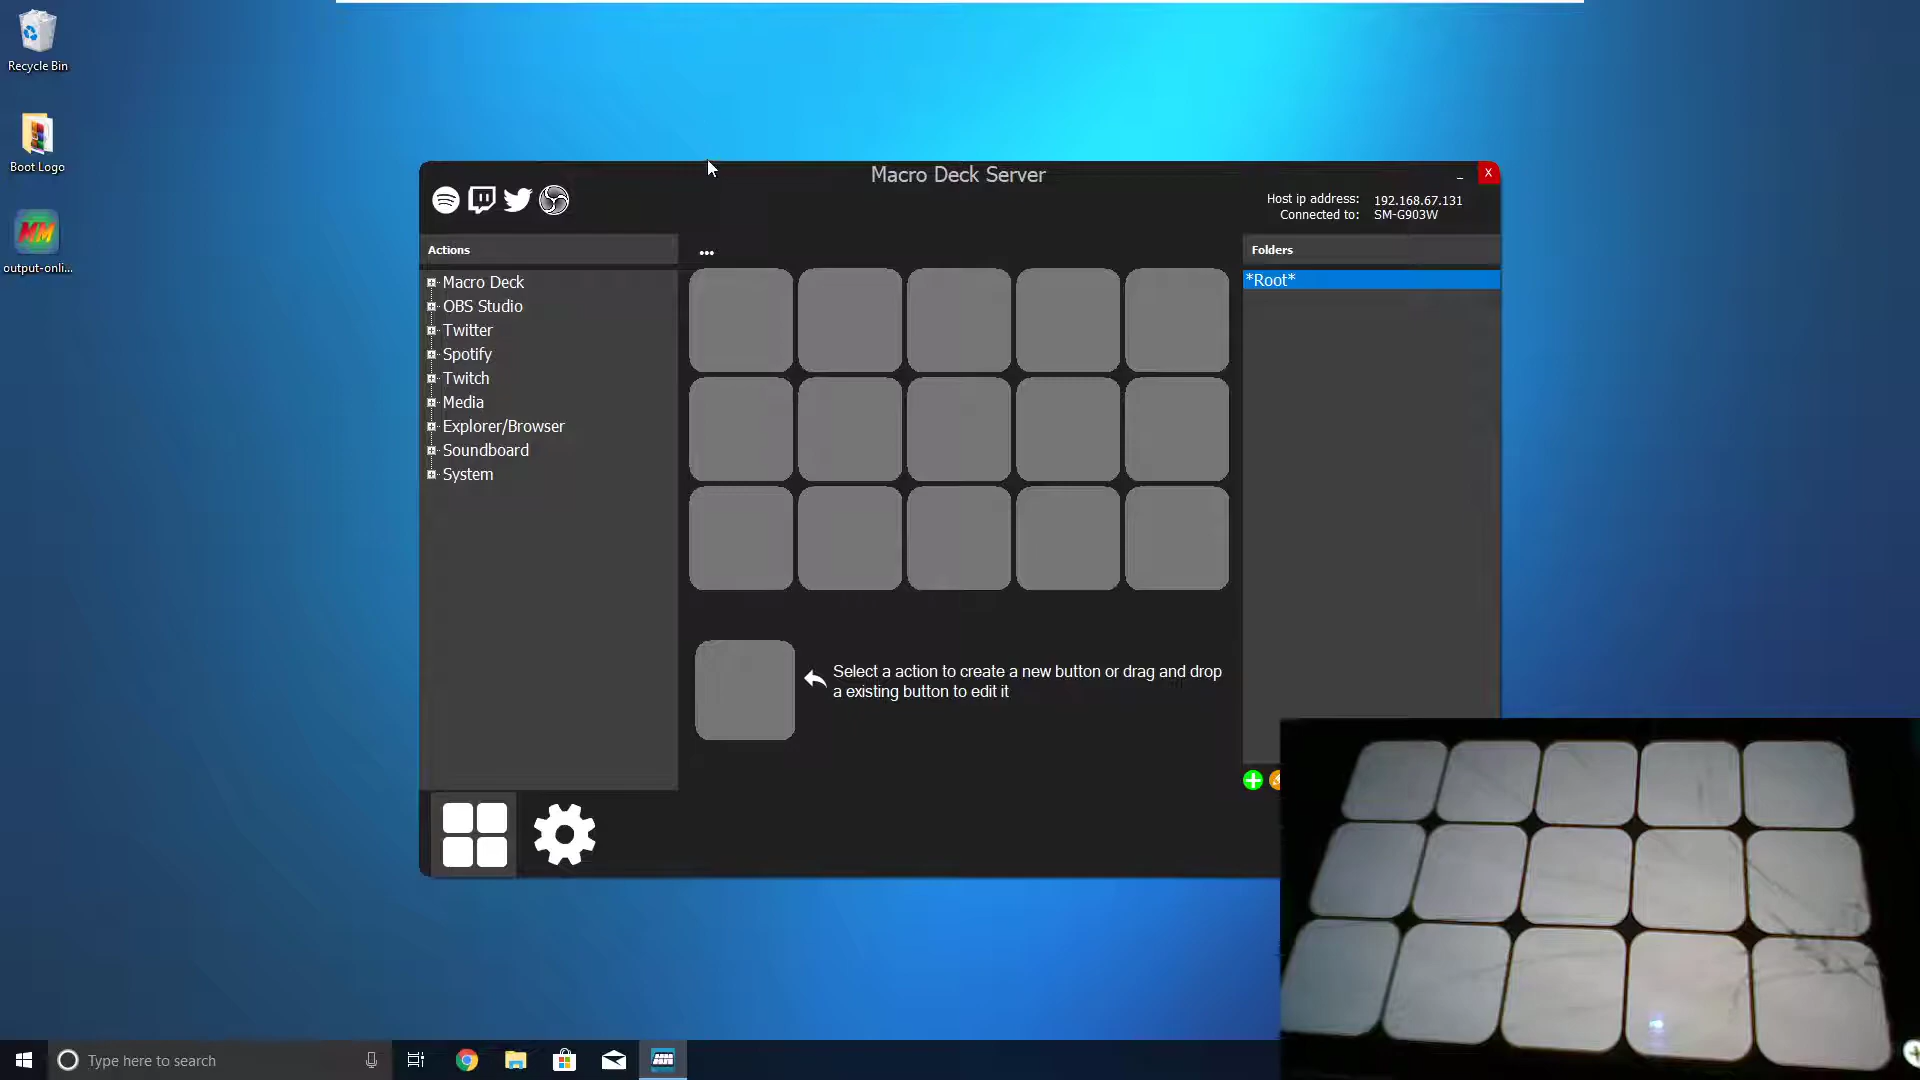 Recycle Bin
Boot Logo
MM
output-onli...
Macro Deck Server
_
X
Host ip address: 192.168.67.131
Connected to: SM-G903W
Actions
...
Folders
Macro Deck
OBS Studio
Twitter
Spotify
Twitch
Media
Explorer/Browser
Soundboard
System
*Root*
Select a action to create a new button or drag and drop
a existing button to edit it
Type here to search